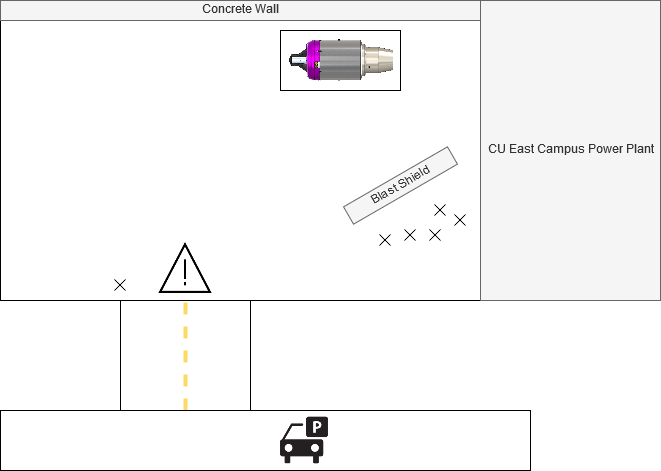 Concrete Wall
CU East Campus Power Plant
Blast Shield
!
P